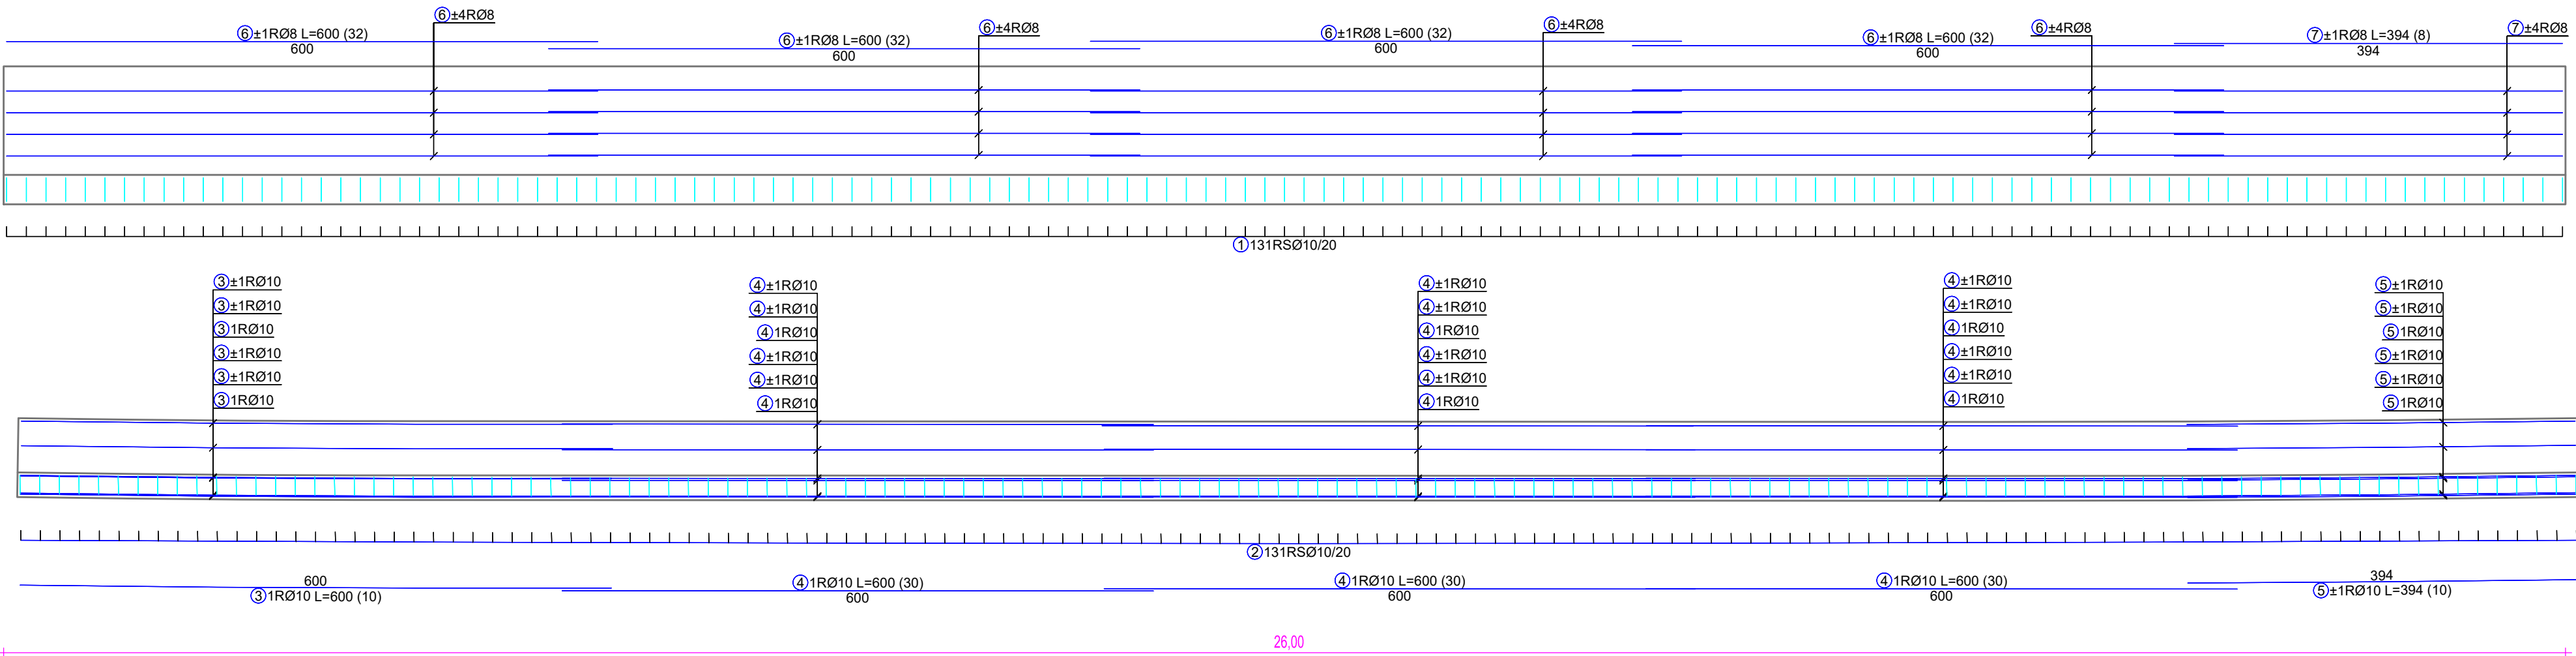 6 ±4RØ8
6 ±4RØ8
6 ±4RØ8
6 ±4RØ8
7 ±4RØ8
6 ±1RØ8 L=600 (32)
600
6 ±1RØ8 L=600 (32)
600
6 ±1RØ8 L=600 (32)
600
6 ±1RØ8 L=600 (32)
600
7 ±1RØ8 L=394 (8)
394
1 131RSØ10/20
3 ±1RØ10
3 ±1RØ10
3 1RØ10
3 ±1RØ10
3 ±1RØ10
3 1RØ10
4 ±1RØ10
4 ±1RØ10
4 1RØ10
4 ±1RØ10
4 ±1RØ10
4 1RØ10
4 ±1RØ10
4 ±1RØ10
4 1RØ10
4 ±1RØ10
4 ±1RØ10
4 1RØ10
4 ±1RØ10
4 ±1RØ10
4 1RØ10
4 ±1RØ10
4 ±1RØ10
4 1RØ10
5 ±1RØ10
5 ±1RØ10
5 1RØ10
5 ±1RØ10
5 ±1RØ10
5 1RØ10
2 131RSØ10/20
600
3 1RØ10 L=600 (10)
4 1RØ10 L=600 (30)
600
4 1RØ10 L=600 (30)
600
4 1RØ10 L=600 (30)
600
394
5 ±1RØ10 L=394 (10)
26,00